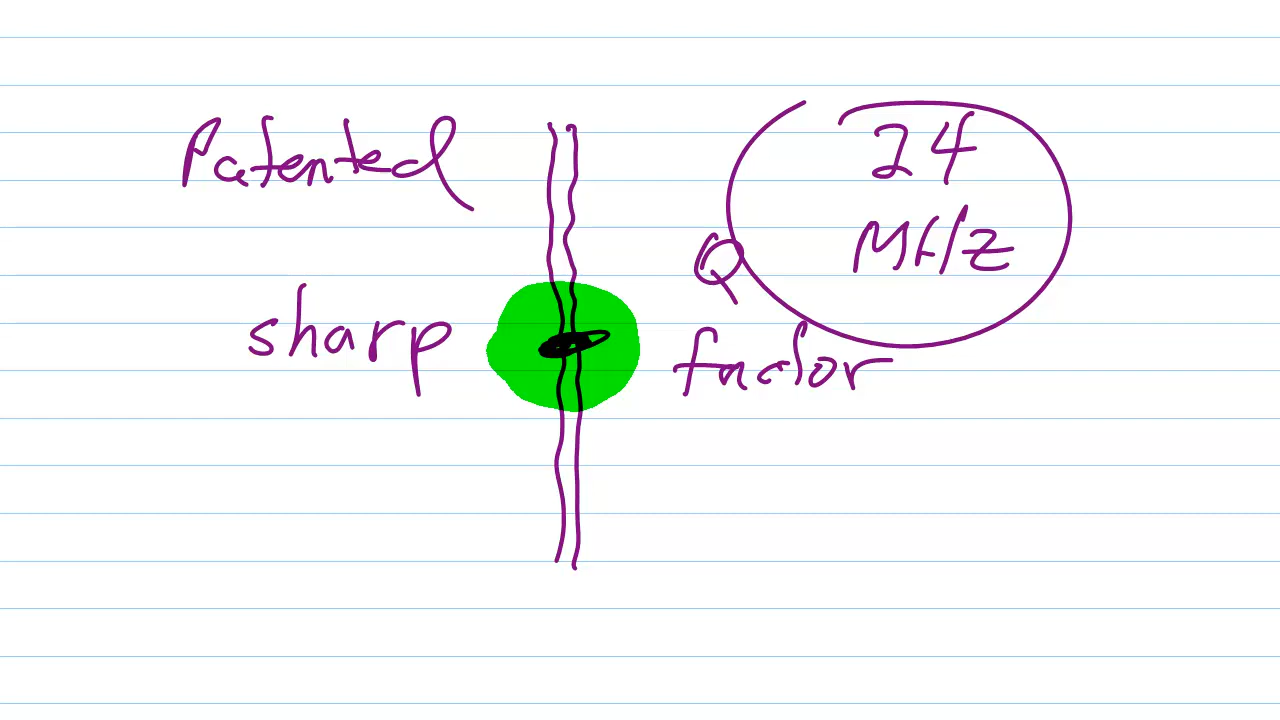 Patented
sharp
24
MHz
Q
factor